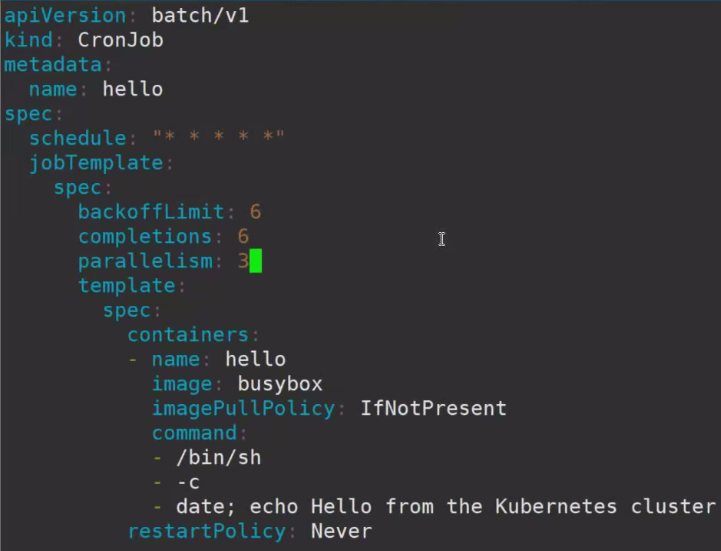 apiVersion: batch/v1
kind: CronJob
metadata:
  name: hello
spec:
  schedule: "* * * * *"
  jobTemplate:
    spec:
      backoffLimit: 6
      completions: 6
      parallelism: 3
      template:
        spec:
          containers:
          - name: hello
            image: busybox
            imagePullPolicy: IfNotPresent
            command:
            - /bin/sh
            - -c
            - date; echo Hello from the Kubernetes cluster
          restartPolicy: Never